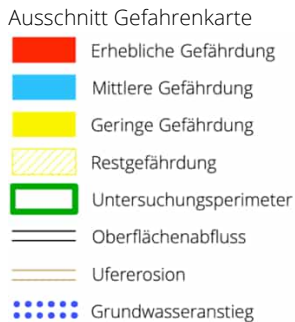 Ausschnitt Gefahrenkarte
Erhebliche Gefährdung
Mittlere Gefährdung
Geringe Gefährdung
Restgefährdung
Untersuchungsperimeter
Oberflächenabfluss
Ufererosion
Grundwasseranstieg